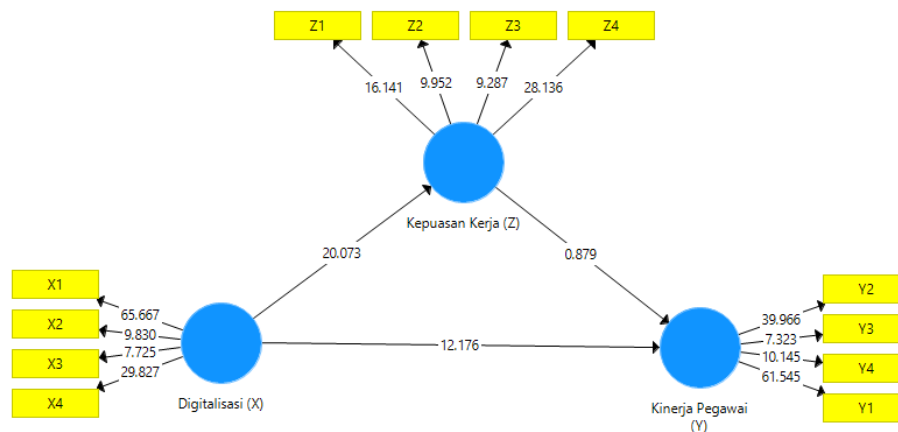 Z1
Z2
Z3
Z4
16.141
9.952
9.287
28.136
Kepuasan Kerja (Z)
20.073
0.879
X1
X2
X3
X4
65.667
9.830
7.725
29.827
Digitalisasi (X)
12.176
Y2
Y3
Y4
Y1
39.966
7.323
10.145
61.545
Kinerja Pegawai
(Y)